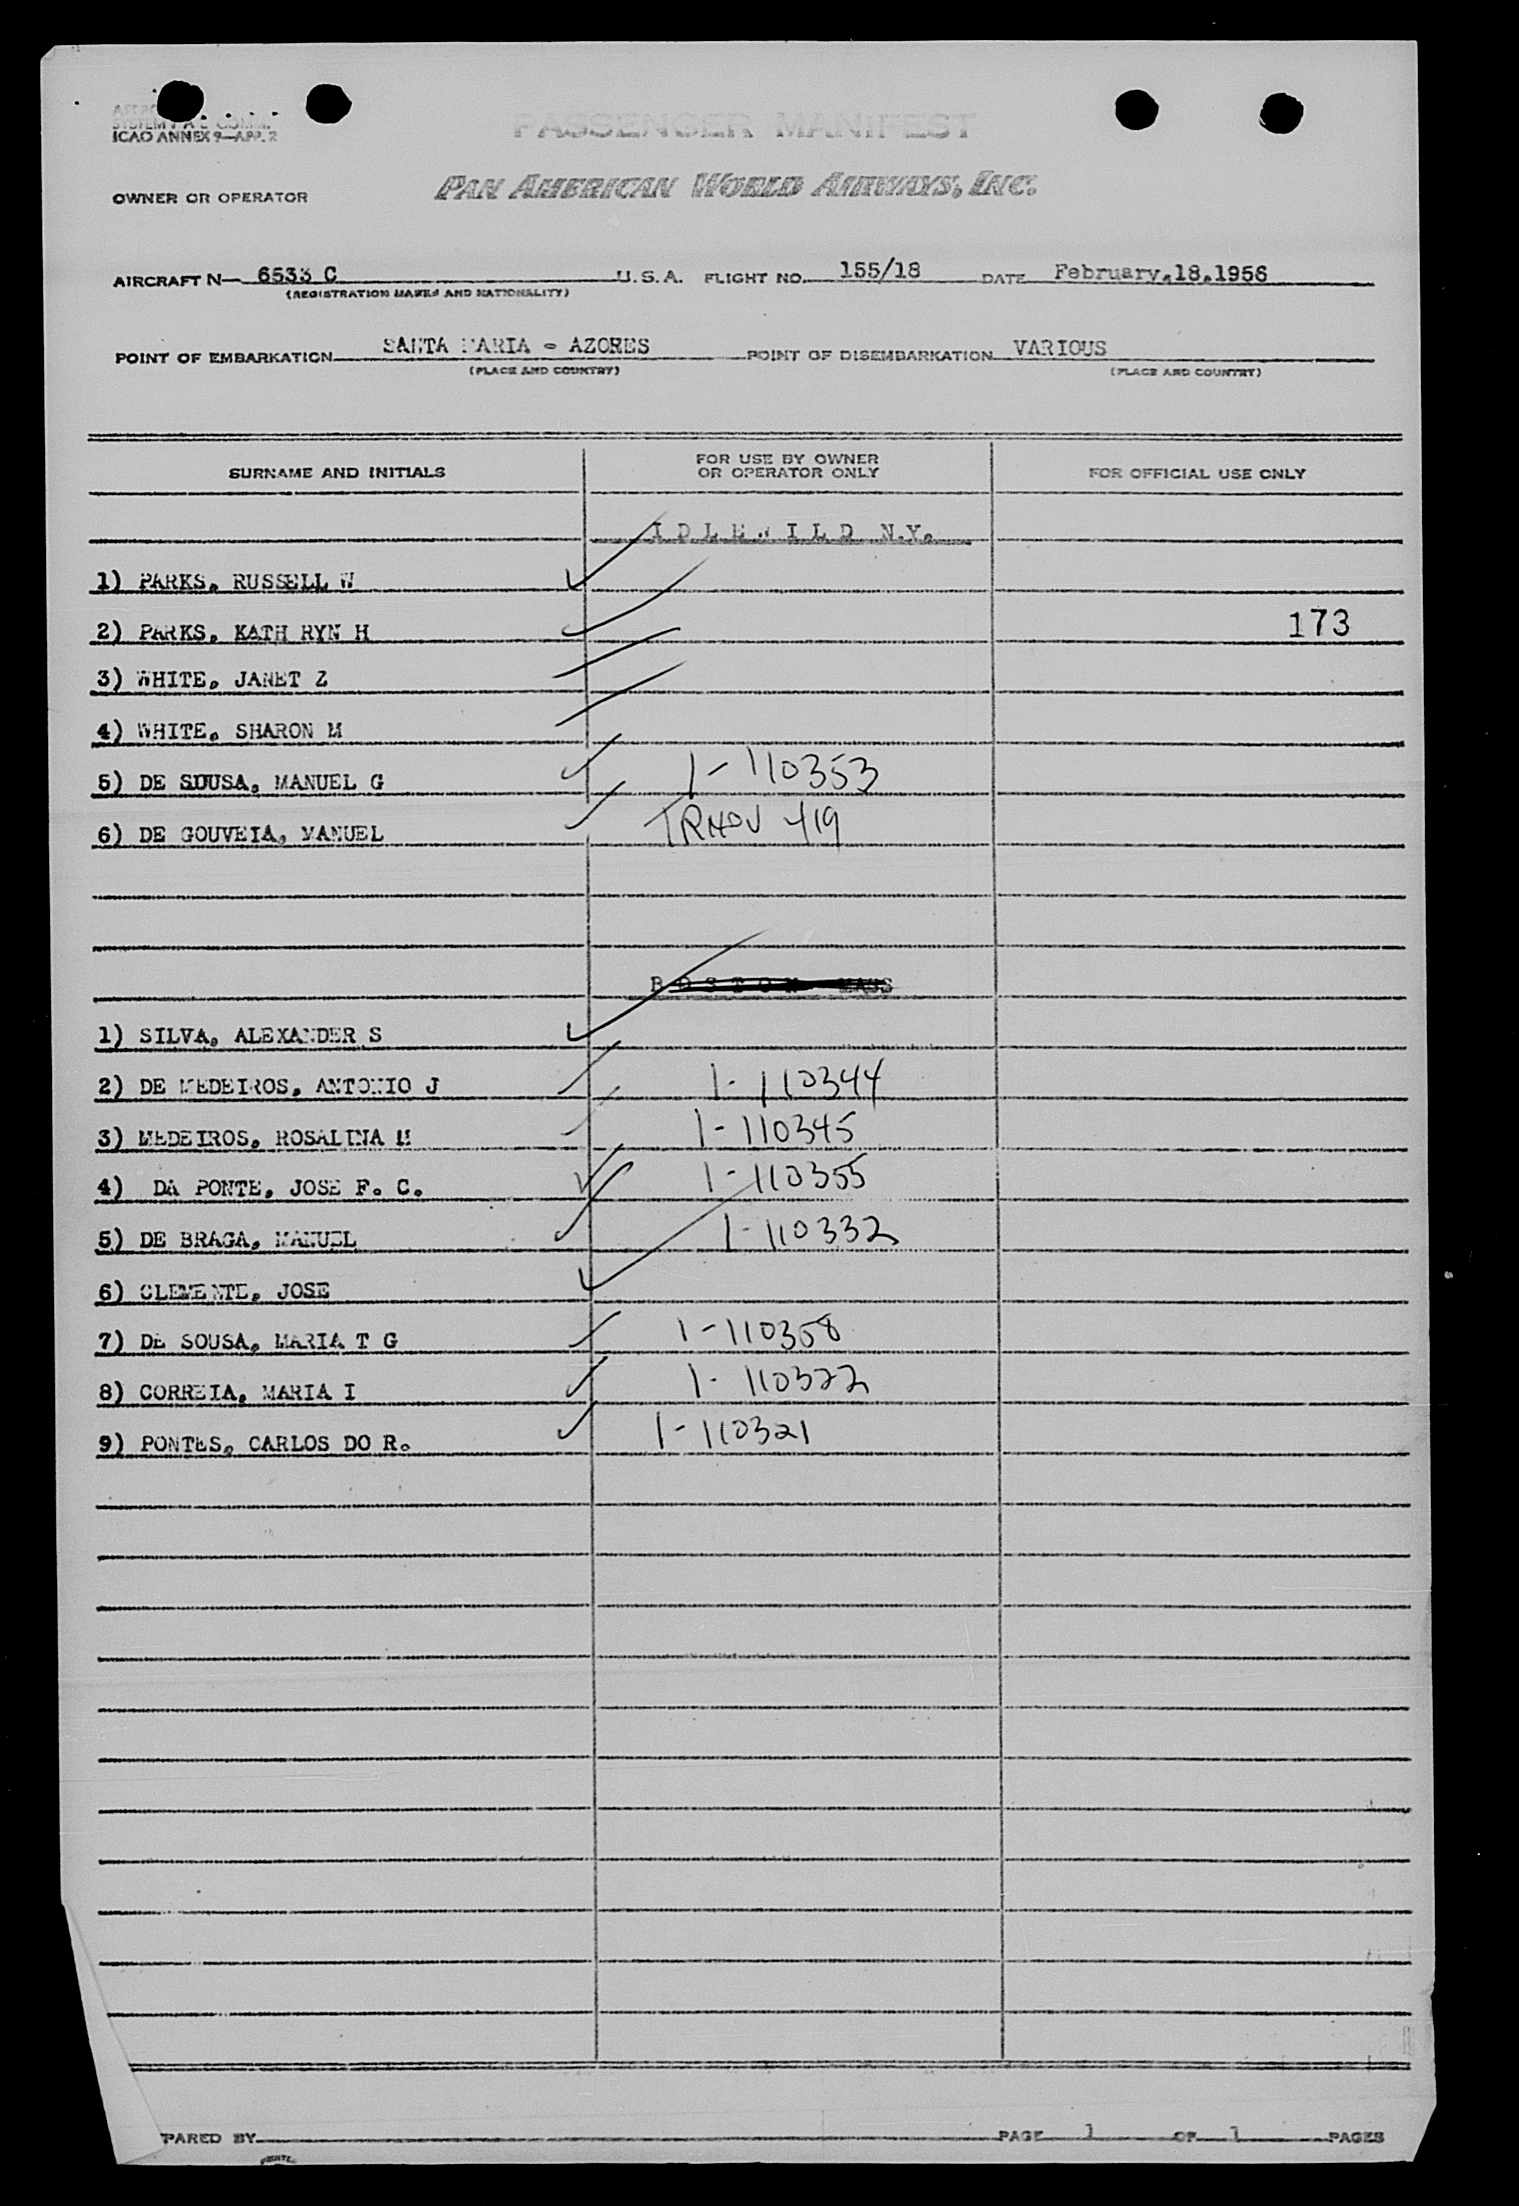 ICAO ANNEX 9—APP. 2
PASSENGER MANIFEST
OWNER OR OPERATOR PAN AMERICAN WORLD AIRWAYS, INC.
AIRCRAFT N— 6533 C U.S.A. FLIGHT NO. 155/18 DATE February.18.1956
(REGISTRATION MARKS AND NATIONALITY)
POINT OF EMBARKATION SANTA MARIA - AZORES POINT OF DISEMBARKATION VARIOUS
(PLACE AND COUNTRY) (PLACE AND COUNTRY)
SURNAME AND INITIALS FOR USE BY OWNER OR OPERATOR ONLY FOR OFFICIAL USE ONLY
I D L E W I L D N.Y.
1) PARKS, RUSSELL W
2) PARKS, KATH RYN H 173
3) WHITE, JANET Z
4) WHITE, SHARON M
5) DE SOUSA, MANUEL G 1-110353
6) DE GOUVEIA, MANUEL 419
B O S T O N MASS
1) SILVA, ALEXANDER S
2) DE MEDEIROS, ANTONIO J 1-110344
3) MEDEIROS, ROSALINA M 1-110345
4) DA PONTE, JOSE F. C. 1-110355
5) DE BRAGA, MANUEL 1-110332
6) CLEMENTE, JOSE
7) DE SOUSA, MARIA T G 1-110358
8) CORREIA, MARIA I 1-110322
9) PONTES, CARLOS DO R. 1-110321
PARED BY PAGE 1 OF 1 PAGES